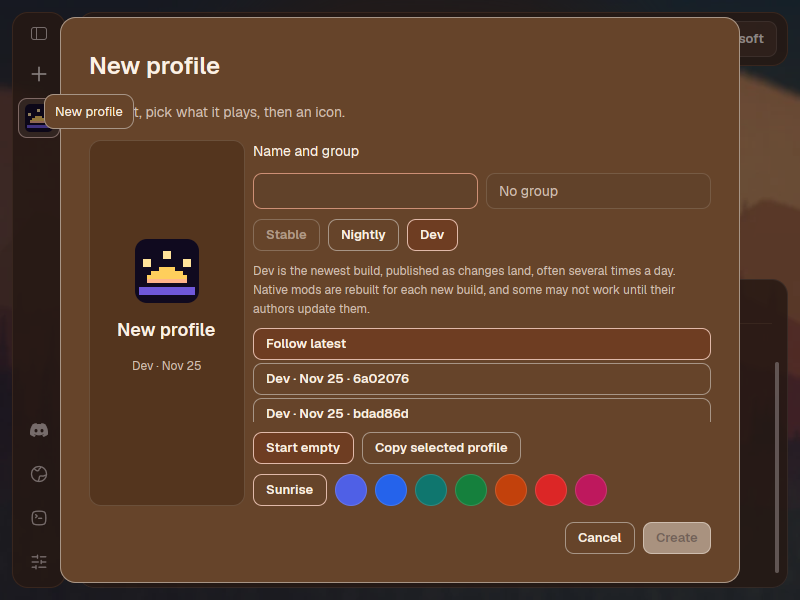 New profile
soft
New profile
t, pick what it plays, then an icon.
Name and group
No group
Stable
Nightly
Dev
Dev is the newest build, published as changes land, often several times a day.
Native mods are rebuilt for each new build, and some may not work until their
authors update them.
New profile
Dev · Nov 25
Follow latest
Dev · Nov 25 · 6a02076
Dev · Nov 25 · bdad86d
Start empty
Copy selected profile
Sunrise
Cancel
Create